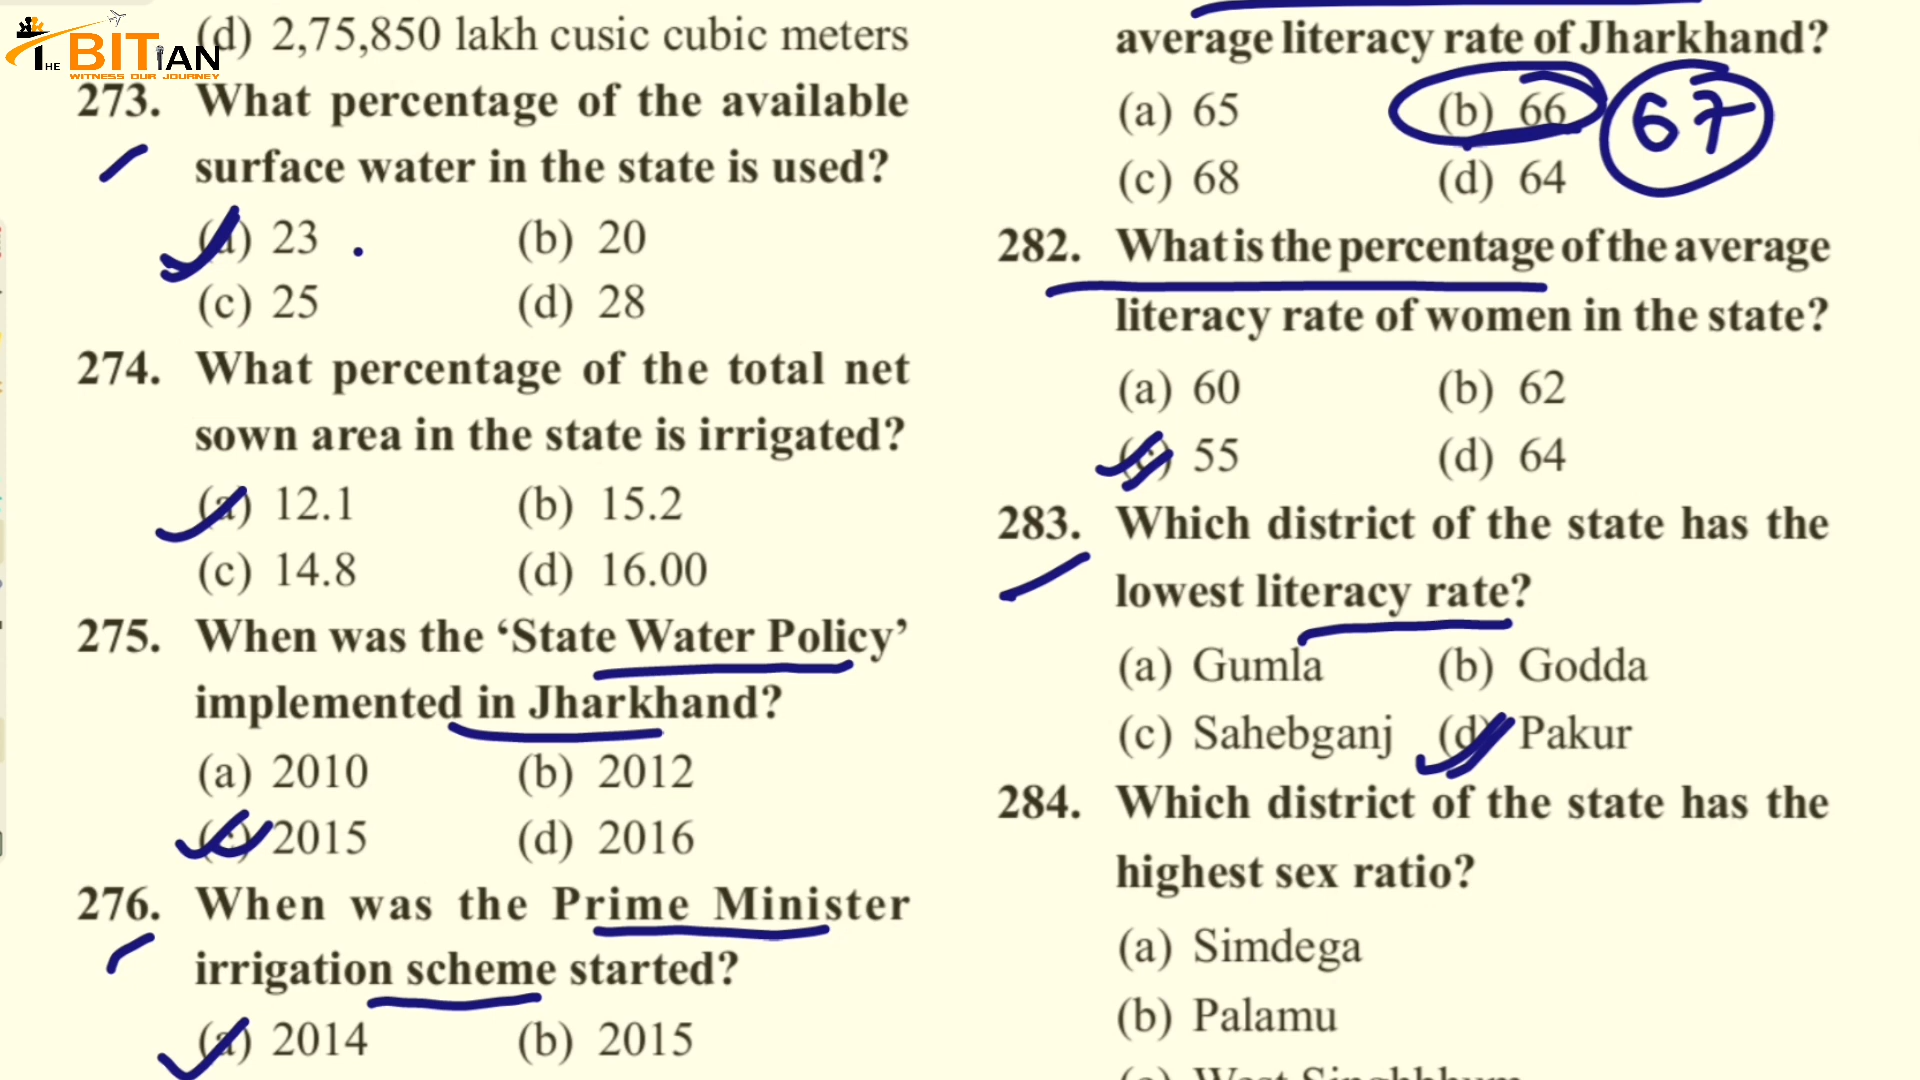 THE BITIAN
WITNESS OUR JOURNEY
(d) 2,75,850 lakh cusic cubic meters
273. What percentage of the available
surface water in the state is used?
(a) 23 (b) 20
(c) 25 (d) 28
274. What percentage of the total net
sown area in the state is irrigated?
(a) 12.1 (b) 15.2
(c) 14.8 (d) 16.00
275. When was the ‘State Water Policy’
implemented in Jharkhand?
(a) 2010 (b) 2012
(c) 2015 (d) 2016
276. When was the Prime Minister
irrigation scheme started?
(a) 2014 (b) 2015
average literacy rate of Jharkhand?
(a) 65 (b) 66 67
(c) 68 (d) 64
282. What is the percentage of the average
literacy rate of women in the state?
(a) 60 (b) 62
(c) 55 (d) 64
283. Which district of the state has the
lowest literacy rate?
(a) Gumla (b) Godda
(c) Sahebganj (d) Pakur
284. Which district of the state has the
highest sex ratio?
(a) Simdega
(b) Palamu
(c) West Singhbhum